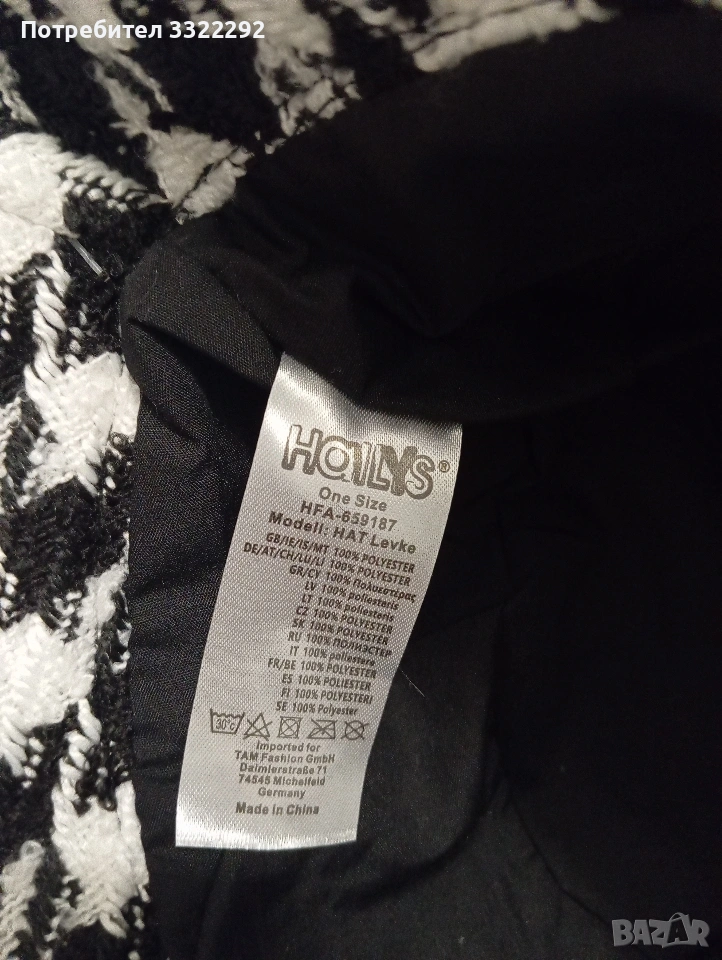 Потребител 3322292
HaILYs®
One Size
HFA-659187
Modell: HAT Levke
GB/IE/IS/MT 100% POLYESTER
DE/AT/CH/LU/LI 100% POLYESTER
GR/CY 100% Πολυεστέρας
LV 100% poliesteris
LT 100% poliesteris
CZ 100% POLYESTER
SK 100% POLYESTER
RU 100% ПОЛИЭСТЕР
IT 100% poliestere
FR/BE 100% POLYESTER
ES 100% POLIESTER
FI 100% POLYESTERI
SE 100% Polyester
30°C
Imported for
TAM Fashion GmbH
Daimlerstraße 71
74545 Michelfeld
Germany
Made in China
BAZAR